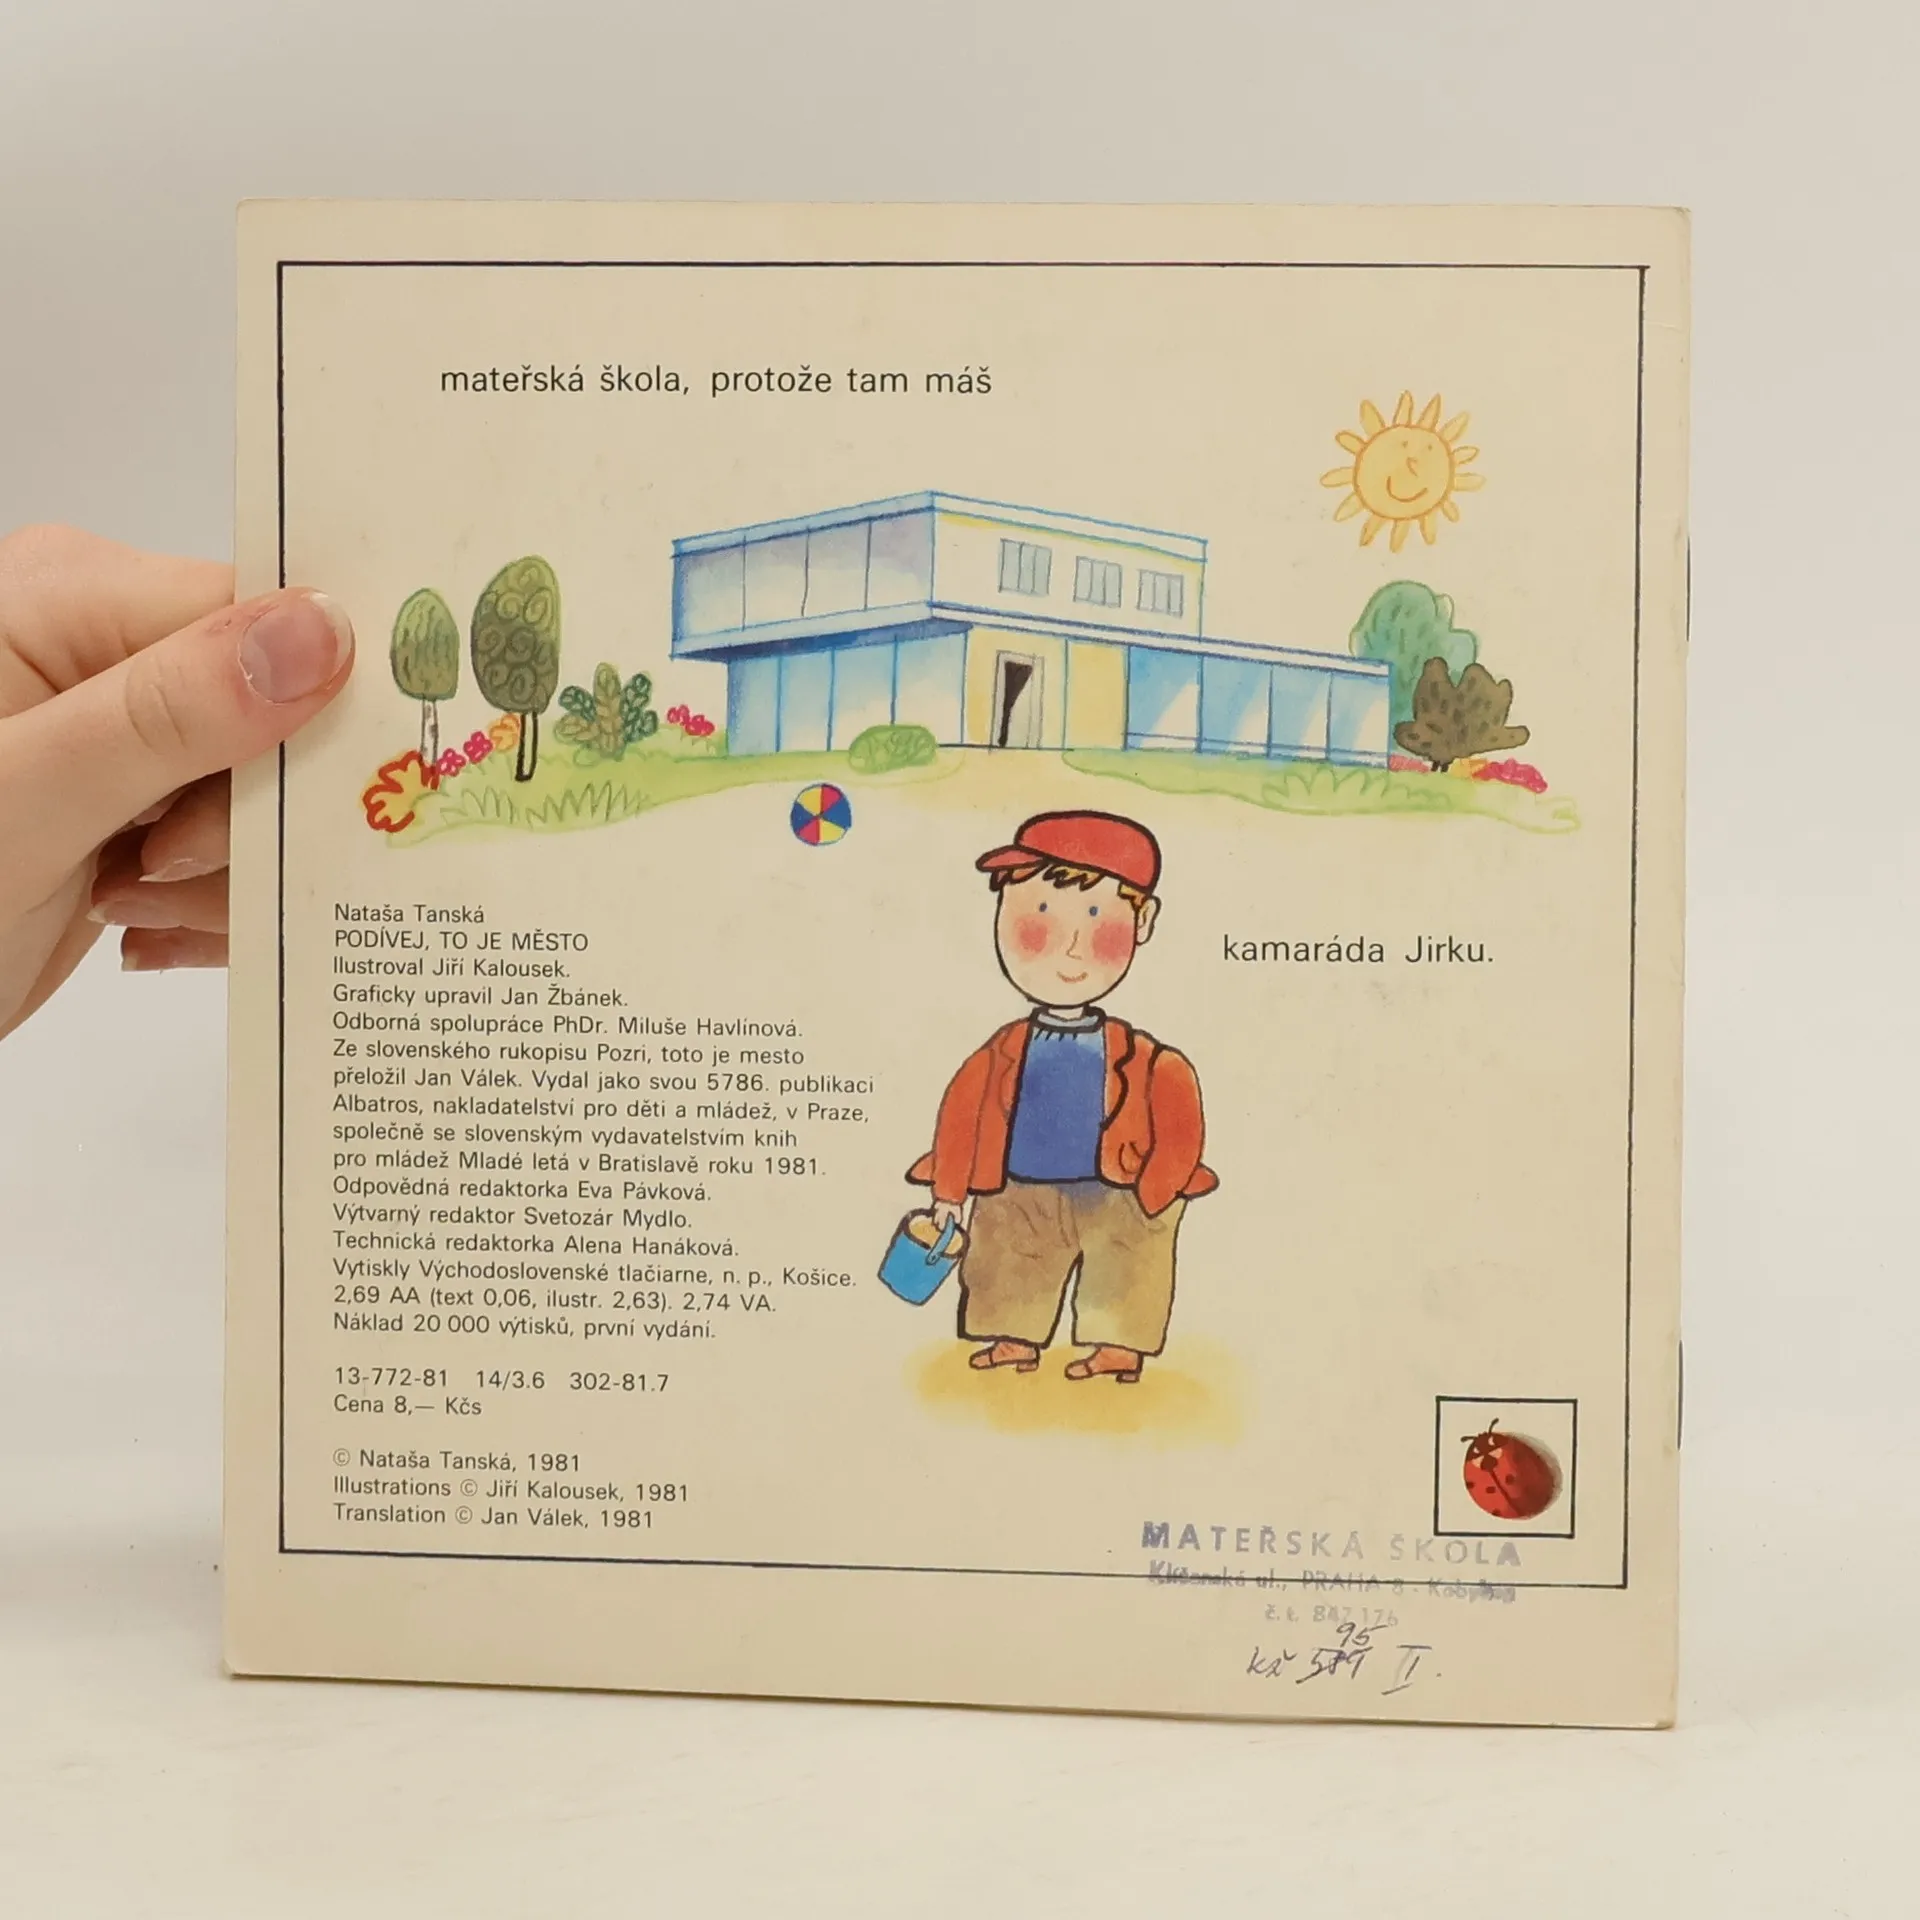 mateřská škola, protože tam máš
kamaráda Jirku.
Nataša Tanská
PODÍVEJ, TO JE MĚSTO
Ilustroval Jiří Kalousek.
Graficky upravil Jan Žbánek.
Odborná spolupráce PhDr. Miluše Havlínová.
Ze slovenského rukopisu Pozri, toto je mesto
přeložil Jan Válek. Vydal jako svou 5786. publikaci
Albatros, nakladatelství pro děti a mládež, v Praze,
společně se slovenským vydavatelstvím knih
pro mládež Mladé letá v Bratislavě roku 1981.
Odpovědná redaktorka Eva Pávková.
Výtvarný redaktor Svetozár Mydlo.
Technická redaktorka Alena Hanáková.
Vytiskly Východoslovenské tlačiarne, n. p., Košice.
2,69 AA (text 0,06, ilustr. 2,63). 2,74 VA.
Náklad 20 000 výtisků, první vydání.
13-772-81 14/3.6 302-81.7
Cena 8,— Kčs
© Nataša Tanská, 1981
Illustrations © Jiří Kalousek, 1981
Translation © Jan Válek, 1981
MATEŘSKÁ ŠKOLA
ul., PRAHA 8 - Kobylisy
č. t. 847 176
95
II.